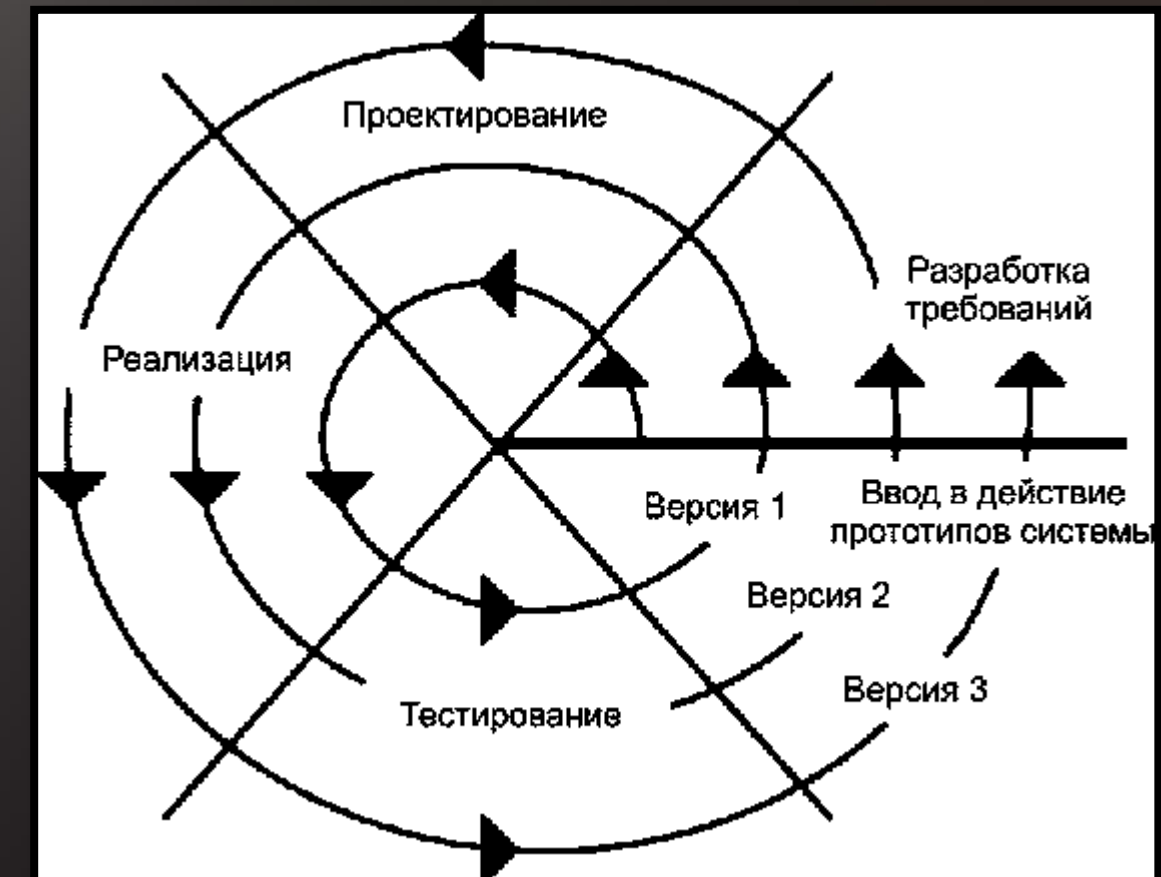 Проектирование
Разработка
требований
Реализация
Версия 1
Ввод в действие
прототипов системы
Версия 2
Версия 3
Тестирование